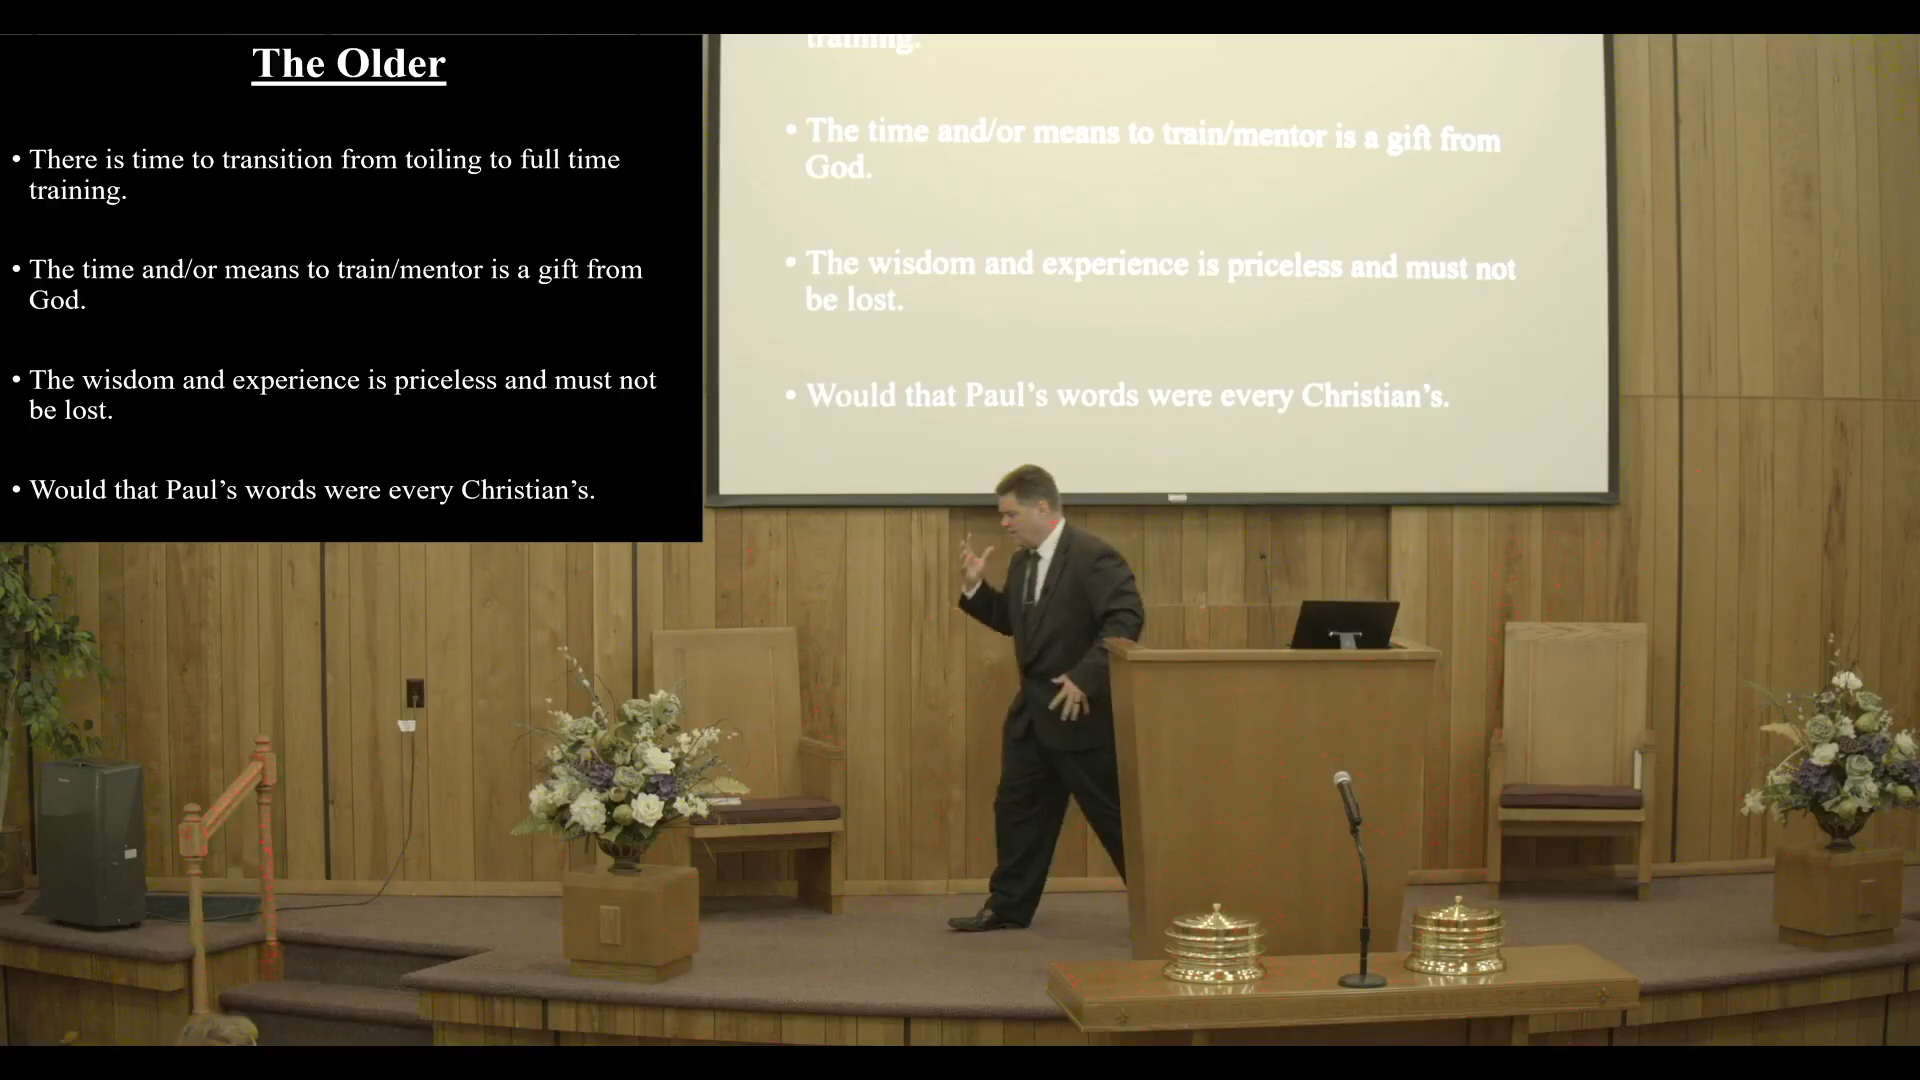 The Older
• There is time to transition from toiling to full time
training.
• The time and/or means to train/mentor is a gift from
God.
• The wisdom and experience is priceless and must not
be lost.
• Would that Paul’s words were every Christian’s.
training.
• The time and/or means to train/mentor is a gift from
God.
• The wisdom and experience is priceless and must not
be lost.
• Would that Paul’s words were every Christian’s.